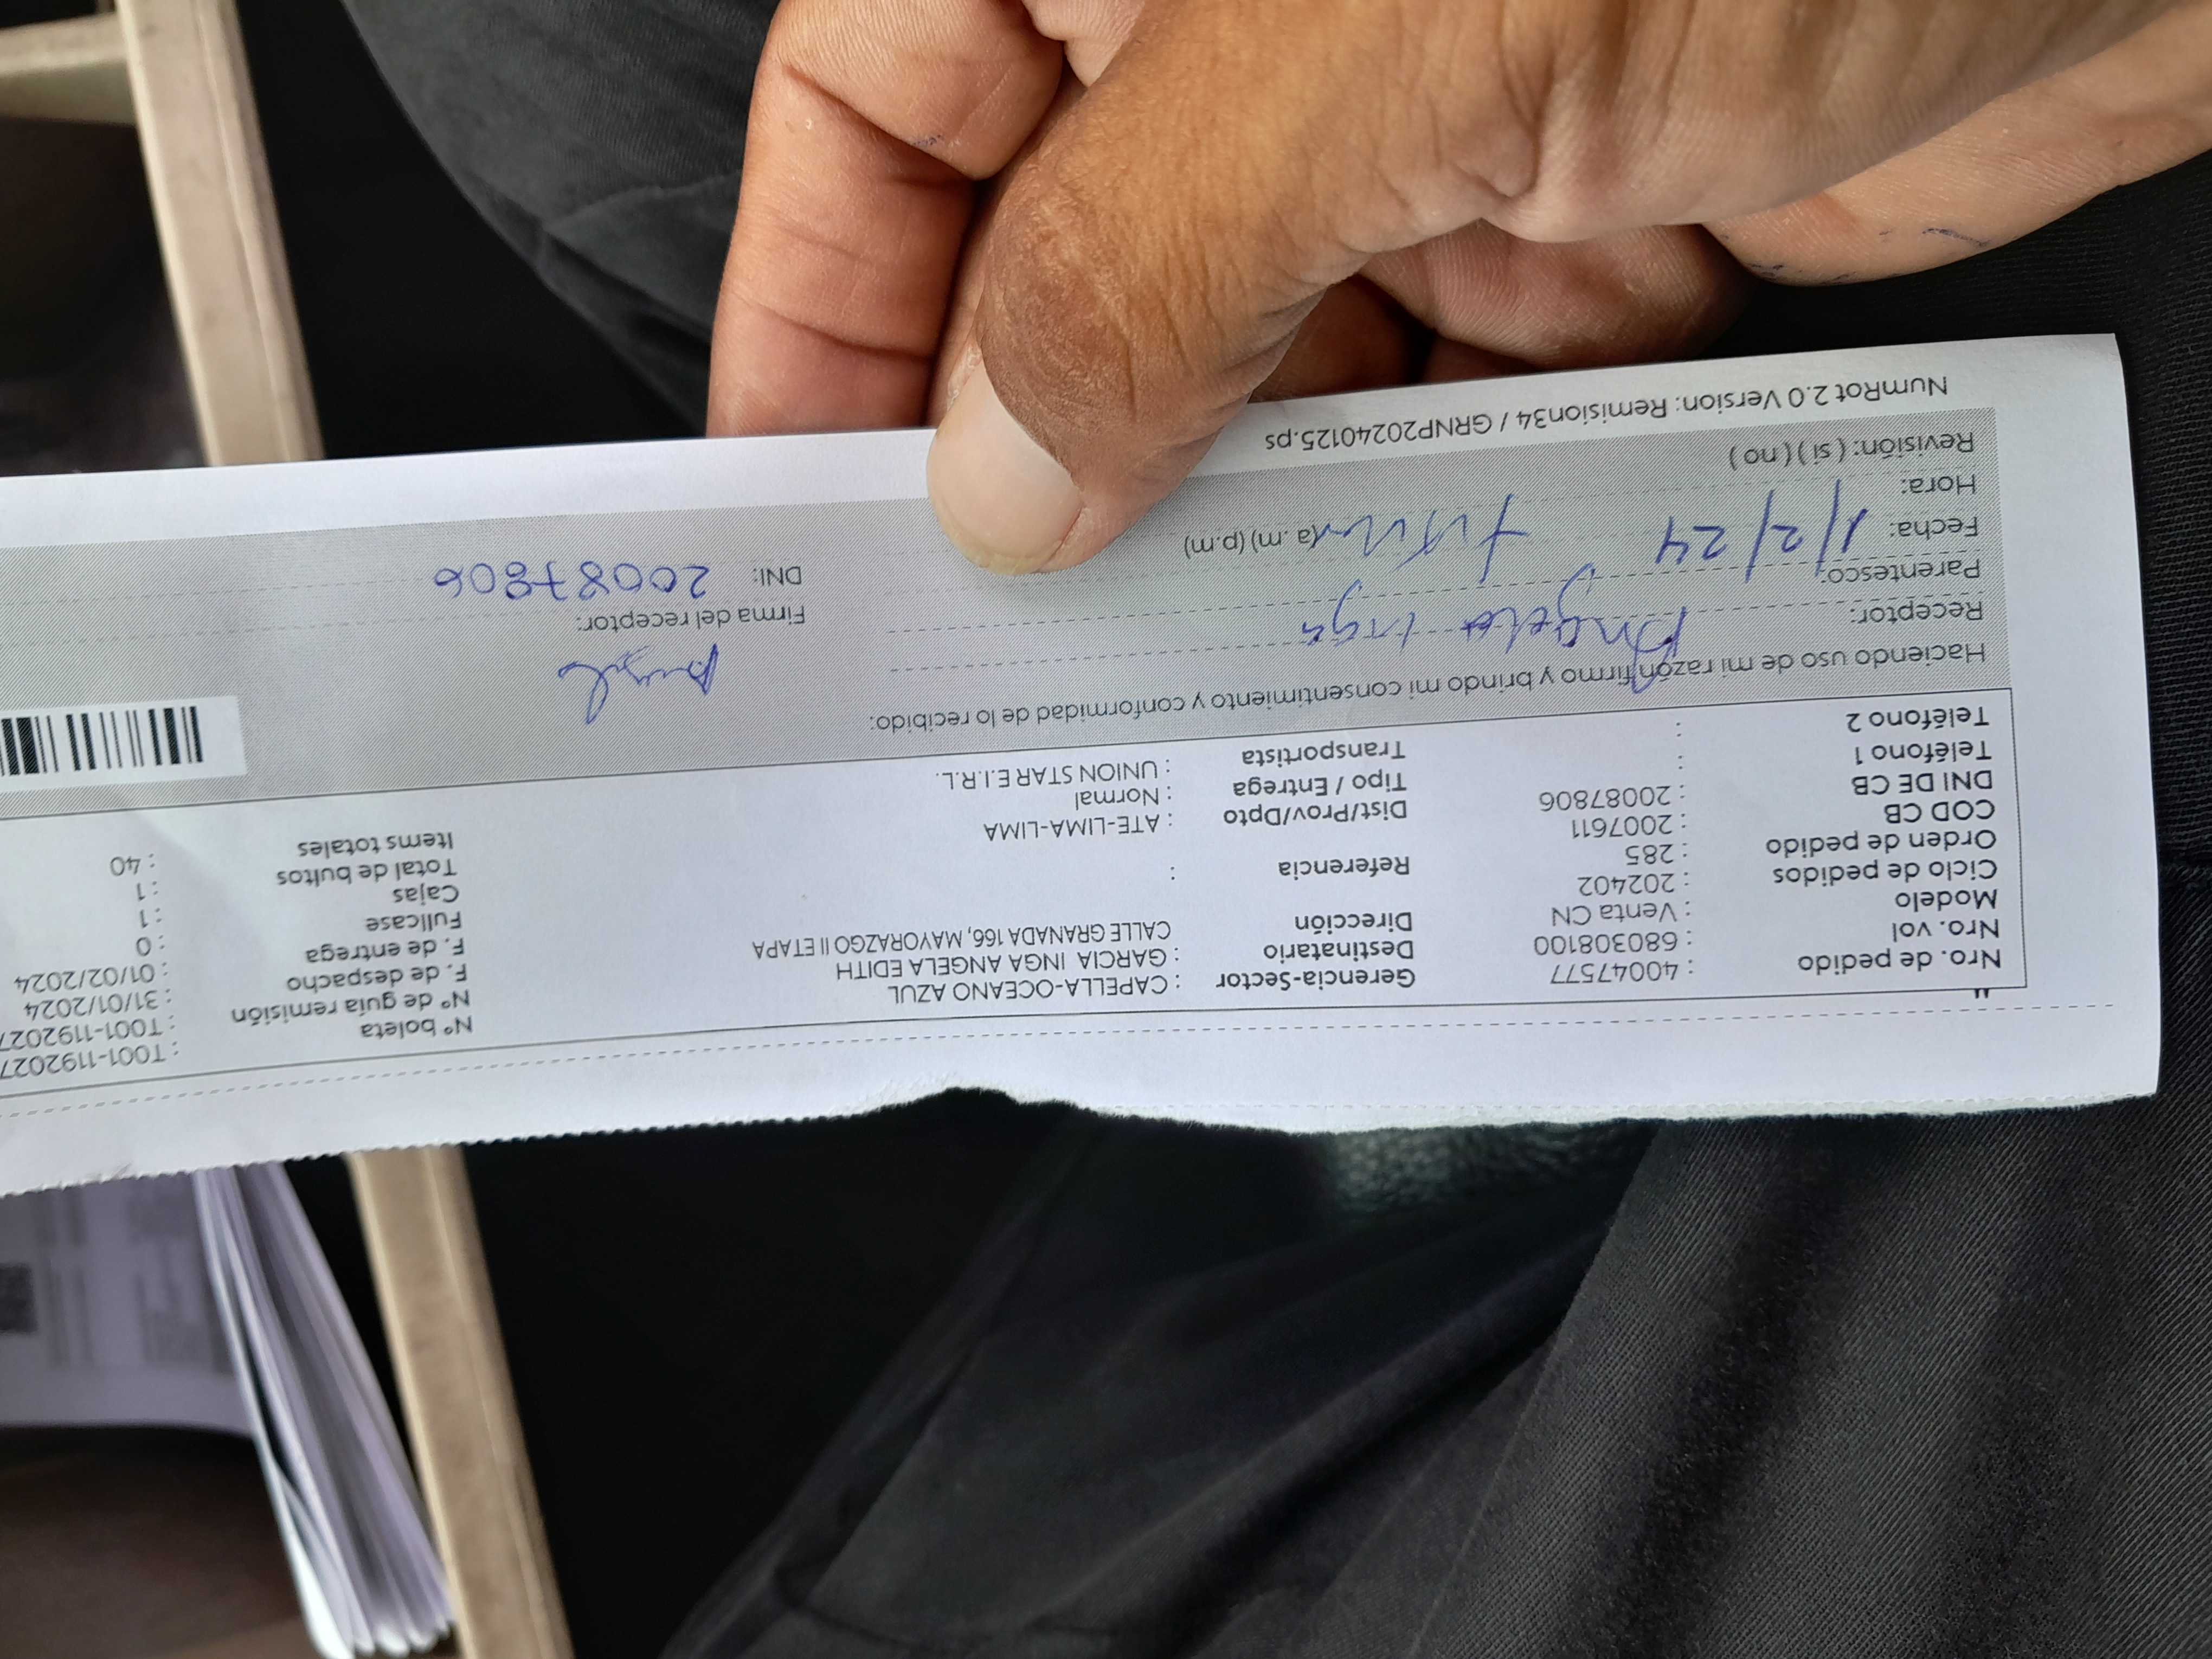 Nro. de pedido : 40047577 Gerencia-Sector : CAPELLA-OCEANO AZUL N° boleta : T001-1192027
Nro. vol : 680308100 Destinatario : GARCIA INGA ANGELA EDITH N° de guia remisión : T001-1192027
Modelo : Venta CN Dirección CALLE GRANADA 166, MAYORAZGO II ETAPA F. de despacho : 31/01/2024
Ciclo de pedidos : 202402 F. de entrega : 01/02/2024
Orden de pedido : 285 Referencia : Fullcase : 0
COD CB : 2007611 Dist/Prov/Dpto : ATE-LIMA-LIMA Cajas : 1
DNI DE CB : 20087806 Tipo / Entrega : Normal Total de bultos : 1
Teléfono 1 : Transportista : UNION STAR E.I.R.L. Items totales : 40
Teléfono 2 :
Haciendo uso de mi razón firmo y brindo mi consentimiento y conformidad de lo recibido:
Receptor: Angela Inga
Firma del receptor:
Parentesco:
DNI: 20087806
Fecha: 1/2/24 titular
Hora: (a.m) (p.m)
Revisión: ( sí ) ( no )
NumRot 2.0 Version: Remision34 / GRNP20240125.ps